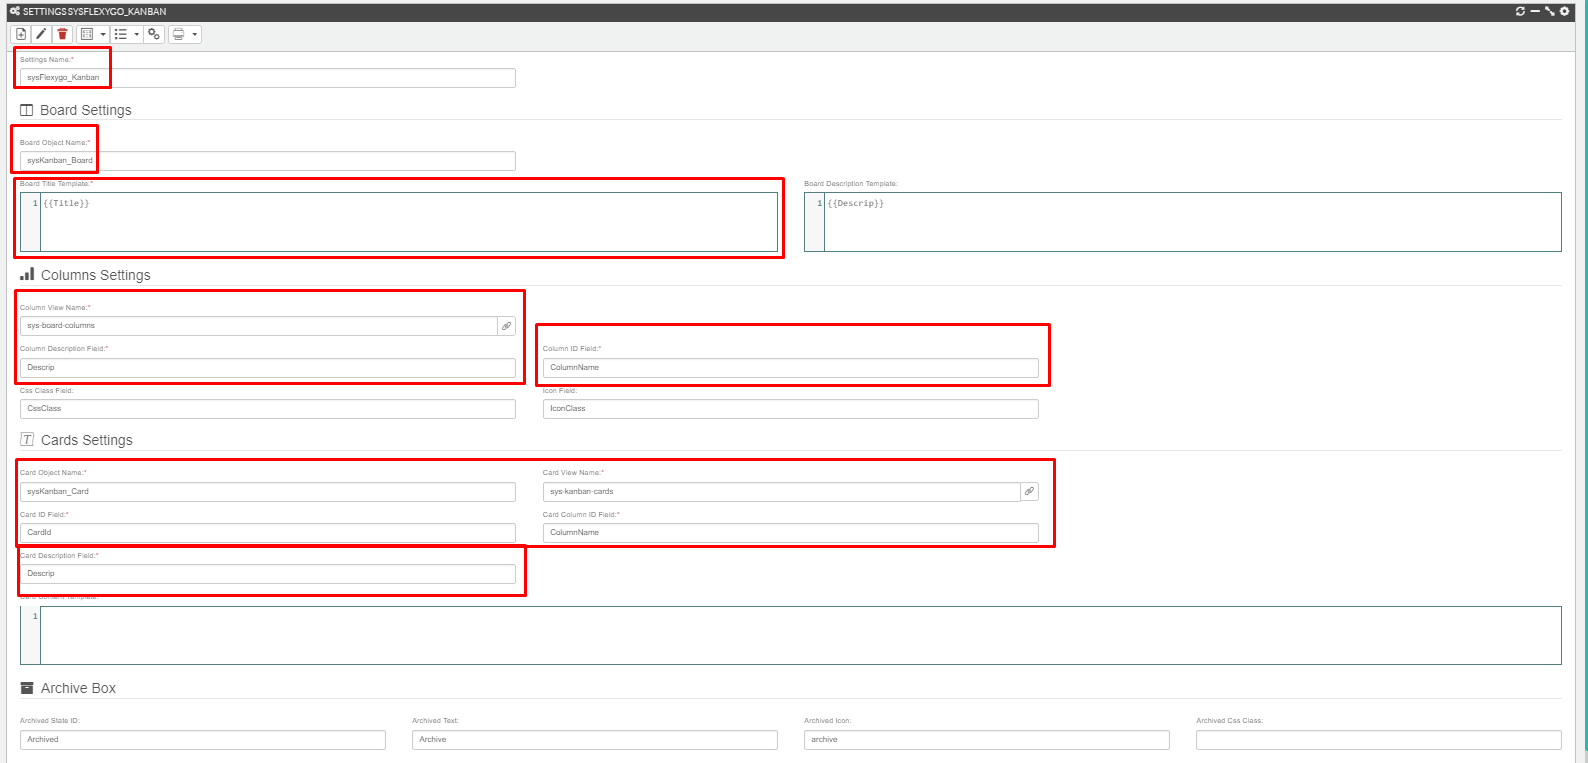 SETTINGS SYSFLEXYGO_KANBAN
Settings Name:*
sysFlexygo_Kanban
Board Settings
Board Object Name:*
sysKanban_Board
Board Title Template:* Board Description Template:
1 {{Title}} 1 {{Descrip}}
Columns Settings
Column View Name:*
sys-board-columns
Column Description Field:* Column ID Field:*
Descrip ColumnName
Css Class Field: Icon Field:
CssClass IconClass
Cards Settings
Card Object Name:* Card View Name:*
sysKanban_Card sys-kanban-cards
Card ID Field:* Card Column ID Field:*
CardId ColumnName
Card Description Field:*
Descrip
Card Content Template:
1
Archive Box
Archived State ID: Archived Text: Archived Icon: Archived Css Class:
Archived Archive archive